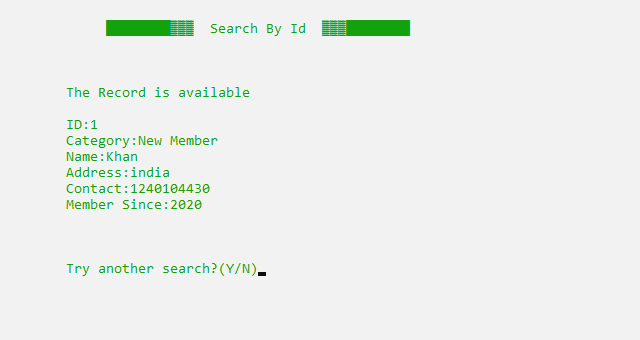 Search By Id
The Record is available
ID:1
Category:New Member
Name:Khan
Address:india
Contact:1240104430
Member Since:2020
Try another search?(Y/N)